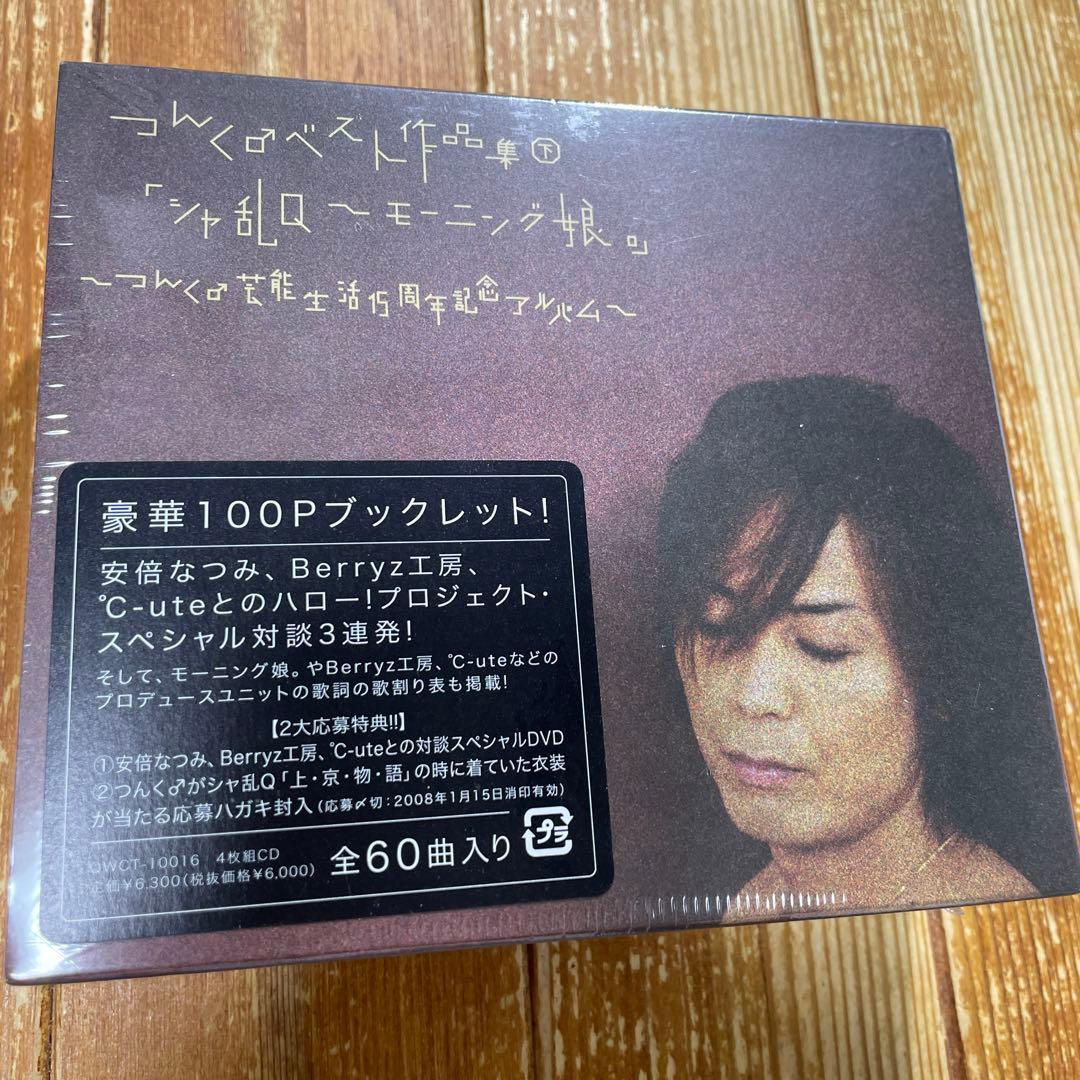 つんく♂ベスト作品集㊦
「シャ乱Q〜モーニング娘。」
〜つんく♂芸能生活15周年記念アルバム〜
豪華100Pブックレット!
安倍なつみ、Berryz工房、
℃-uteとのハロー!プロジェクト・
スペシャル対談3連発!
そして、モーニング娘。やBerryz工房、℃-uteなどの
プロデュースユニットの歌詞の歌割り表も掲載!
【2大応募特典!!】
①安倍なつみ、Berryz工房、℃-uteとの対談スペシャルDVD
②つんく♂がシャ乱Q「上・京・物・語」の時に着ていた衣装
が当たる応募ハガキ封入(応募〆切:2008年1月15日消印有効)
QWCT-10016 4枚組CD
定価¥6,300(税抜価格¥6,000)
全60曲入り
プラ